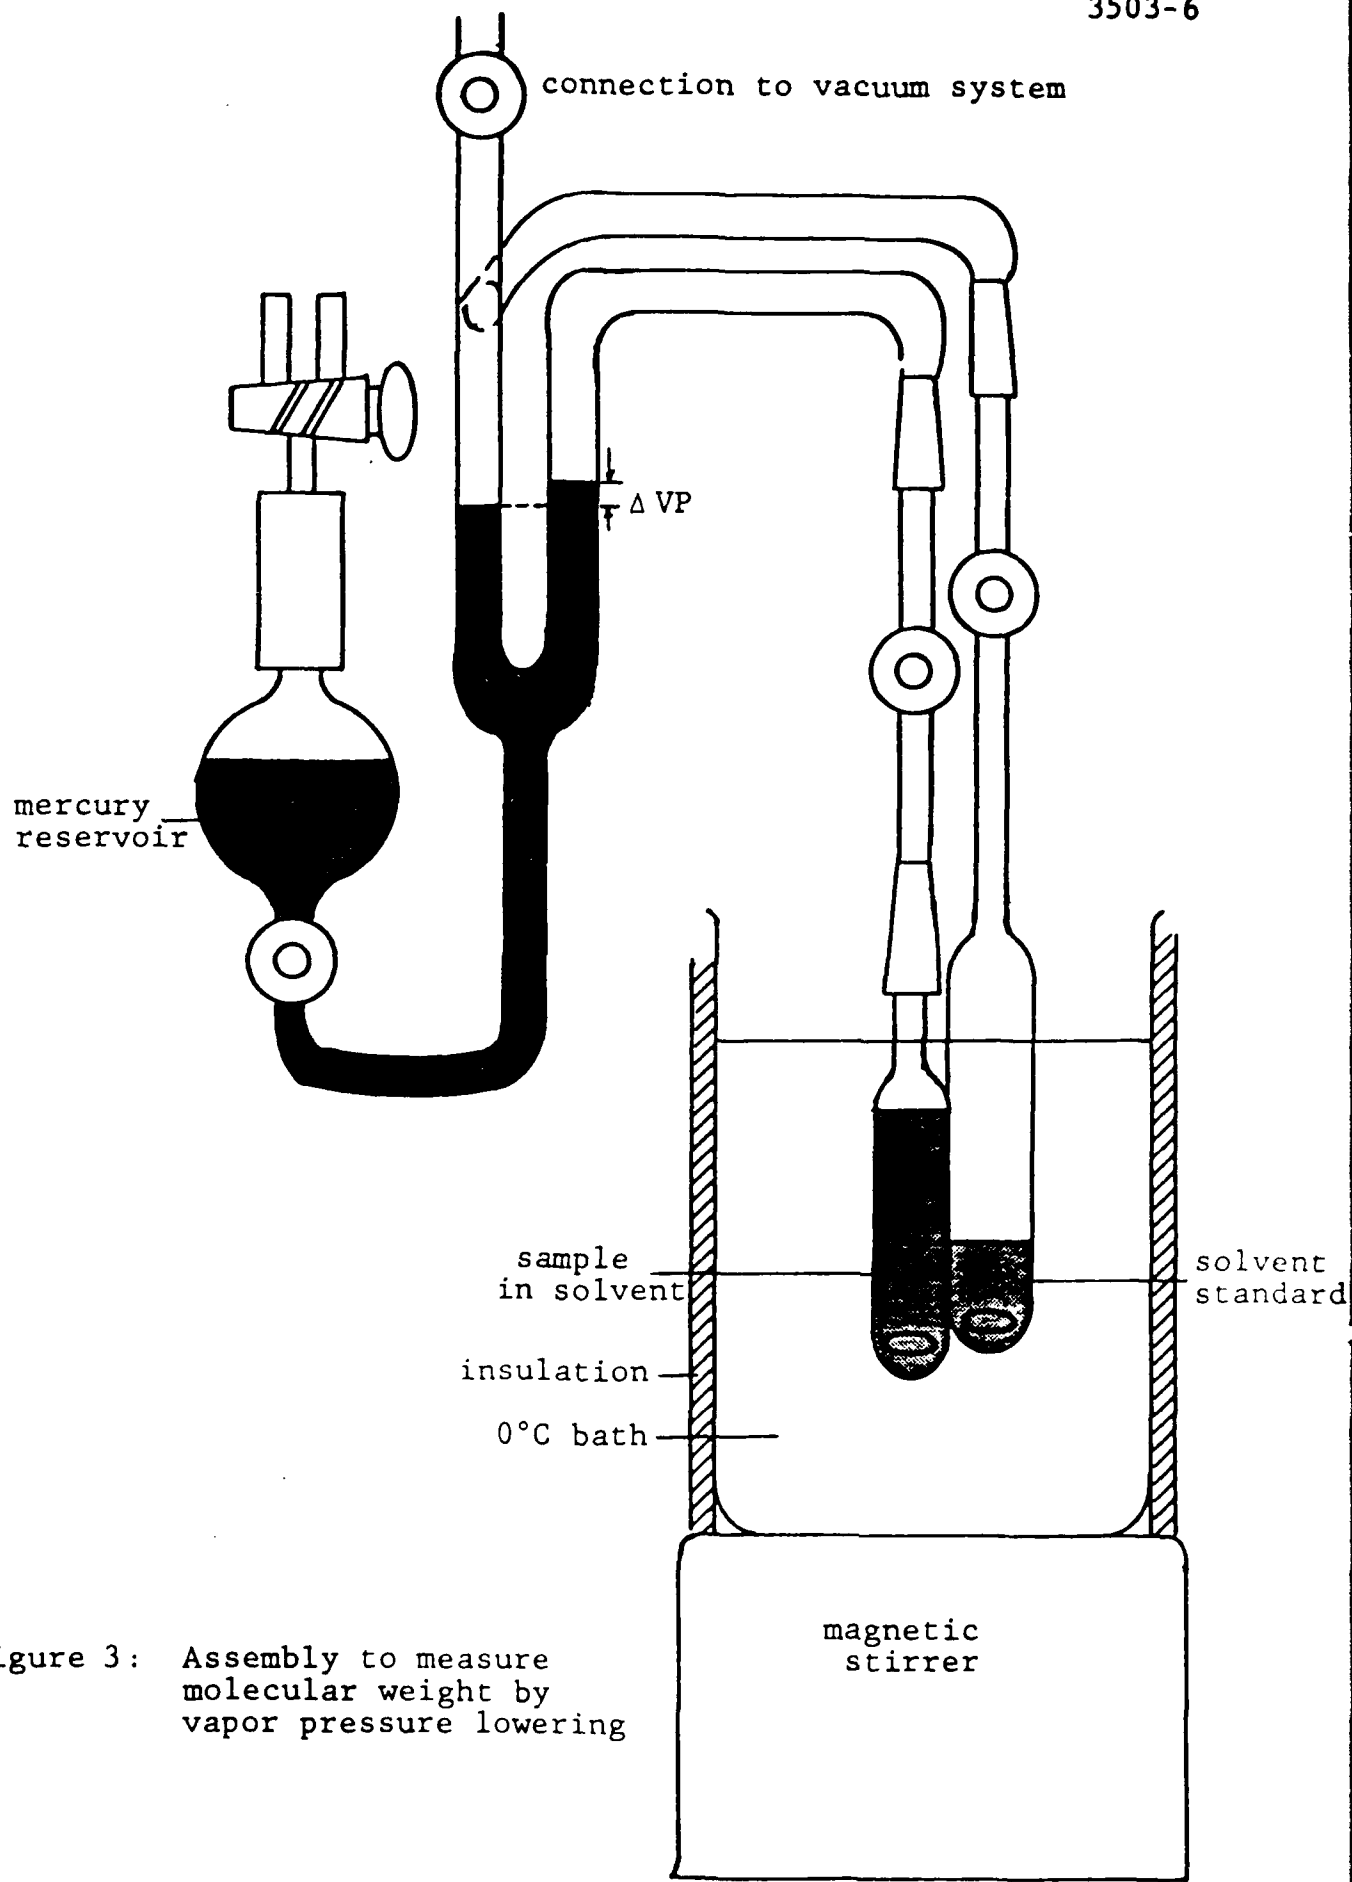 3503-6
connection to vacuum system
Δ VP
mercury
reservoir
sample
in solvent
solvent
standard
insulation
0°C bath
magnetic
stirrer
igure 3: Assembly to measure
molecular weight by
vapor pressure lowering